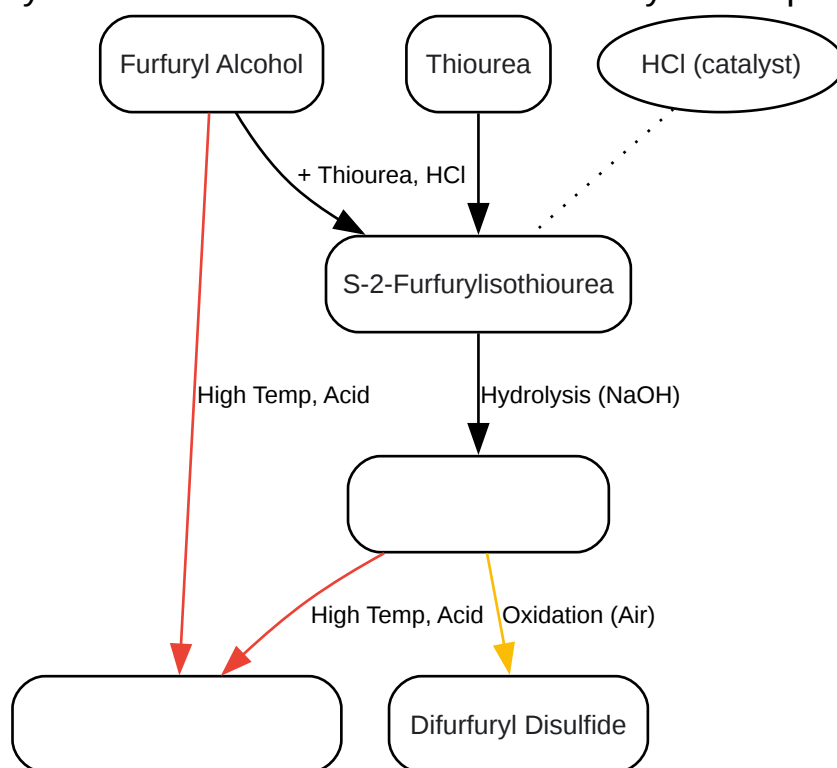 Furfuryl Alcohol
Thiourea
HCl (catalyst)
+ Thiourea, HCl
S-2-Furfurylisothiourea
High Temp, Acid
Hydrolysis (NaOH)
High Temp, Acid
Oxidation (Air)
Difurfuryl Disulfide